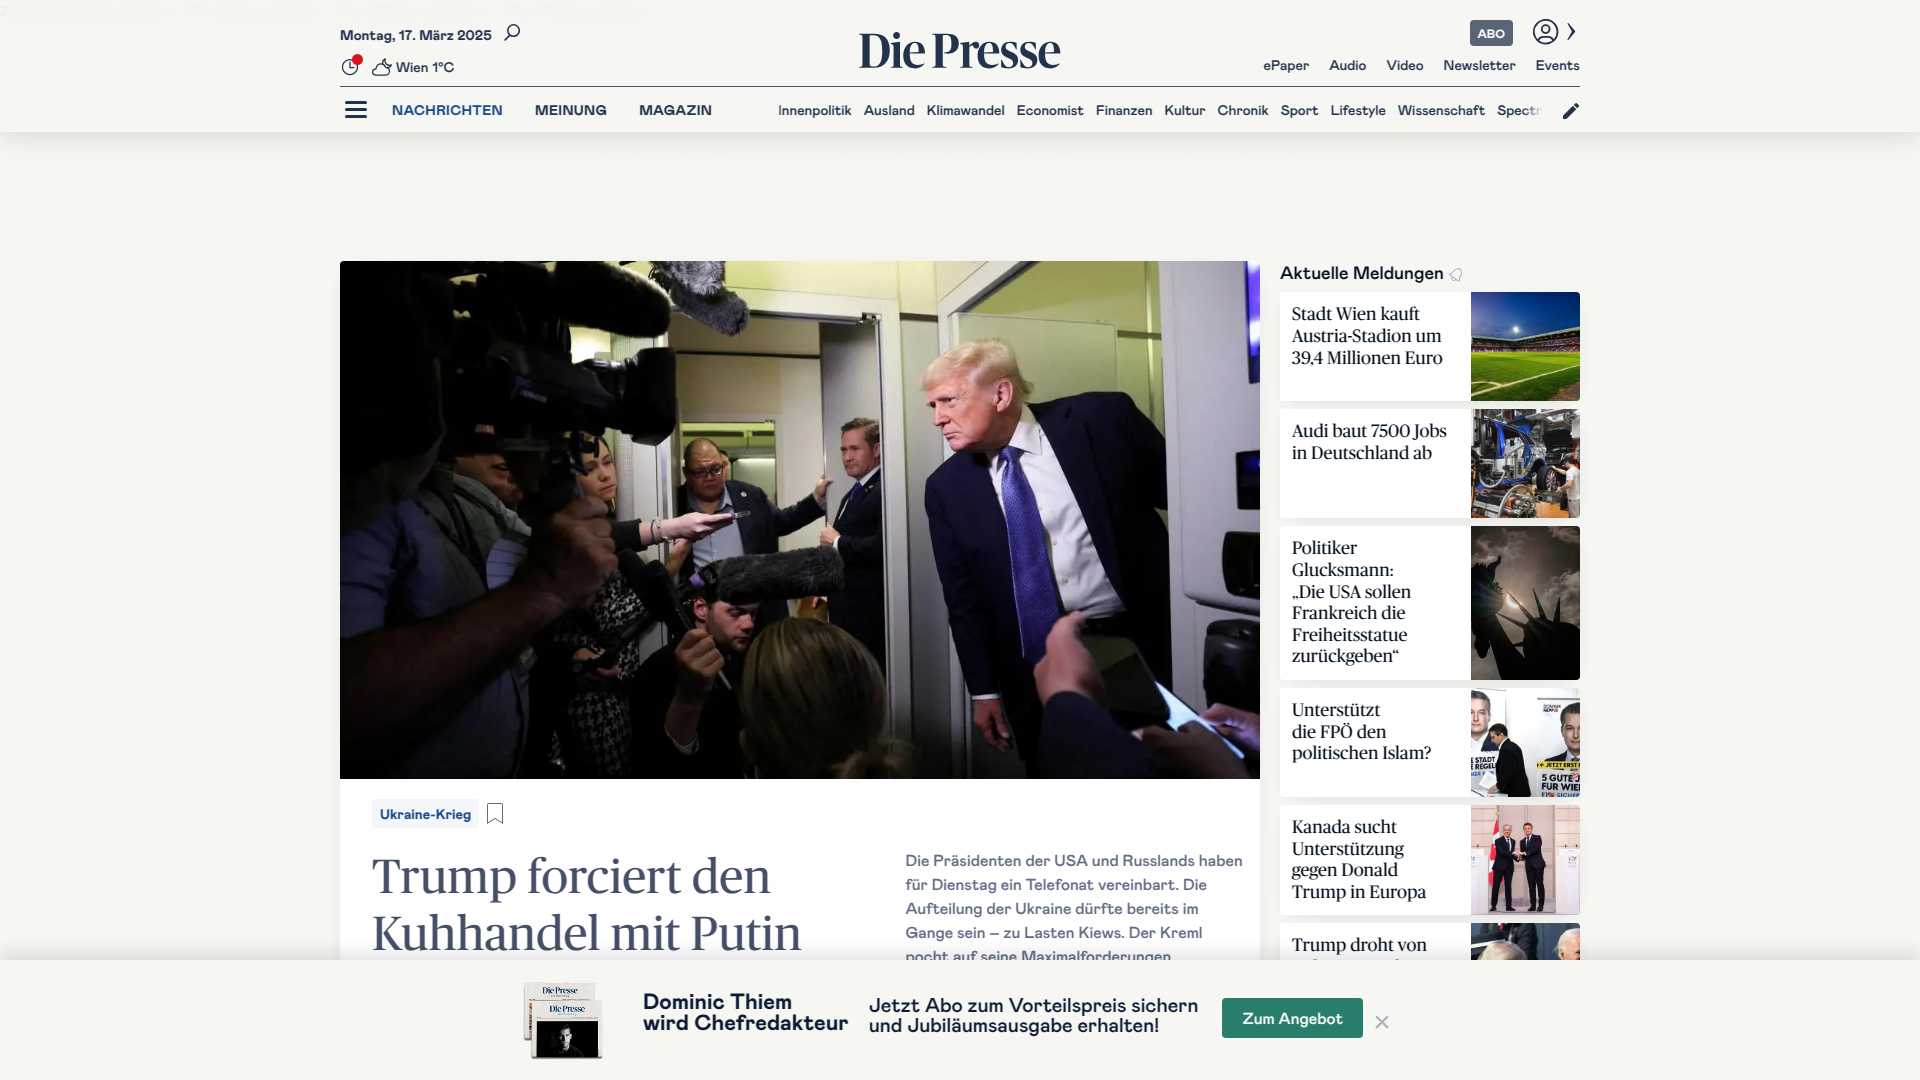 Montag, 17. März 2025
Wien 1°C
Die Presse
ABO
ePaper Audio Video Newsletter Events
NACHRICHTEN MEINUNG MAGAZIN
Innenpolitik Ausland Klimawandel Economist Finanzen Kultur Chronik Sport Lifestyle Wissenschaft
Aktuelle Meldungen
Stadt Wien kauft
Austria-Stadion um
39,4 Millionen Euro
Audi baut 7500 Jobs
in Deutschland ab
Politiker
Glucksmann:
„Die USA sollen
Frankreich die
Freiheitsstatue
zurückgeben“
Unterstützt
die FPÖ den
politischen Islam?
Kanada sucht
Unterstützung
gegen Donald
Trump in Europa
Trump droht von
Ukraine-Krieg
Trump forciert den
Kuhhandel mit Putin
Die Präsidenten der USA und Russlands haben
für Dienstag ein Telefonat vereinbart. Die
Aufteilung der Ukraine dürfte bereits im
Gange sein – zu Lasten Kiews. Der Kreml
pocht auf seine Maximalforderungen.
Die Presse
Die Presse
Dominic Thiem
wird Chefredakteur
Jetzt Abo zum Vorteilspreis sichern
und Jubiläumsausgabe erhalten!
Zum Angebot